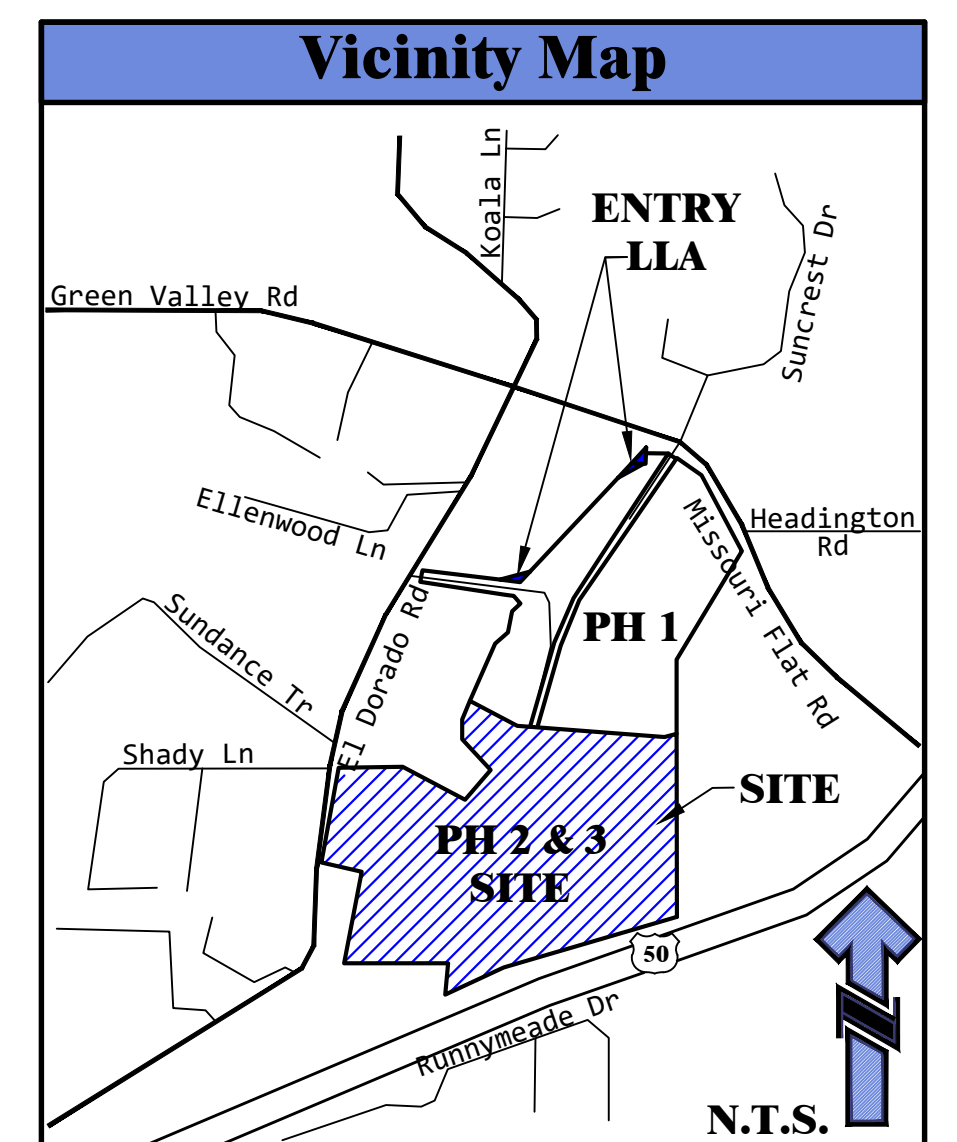 Vicinity Map
Koala Ln
ENTRY
LLA
Suncrest Dr
Green Valley Rd
Ellenwood Ln
Missouri Flat Rd
Headington
Rd
El Dorado Rd
Sundance Tr
PH 1
Shady Ln
SITE
PH 2 & 3
SITE
50
Runnymeade Dr
N
N.T.S.